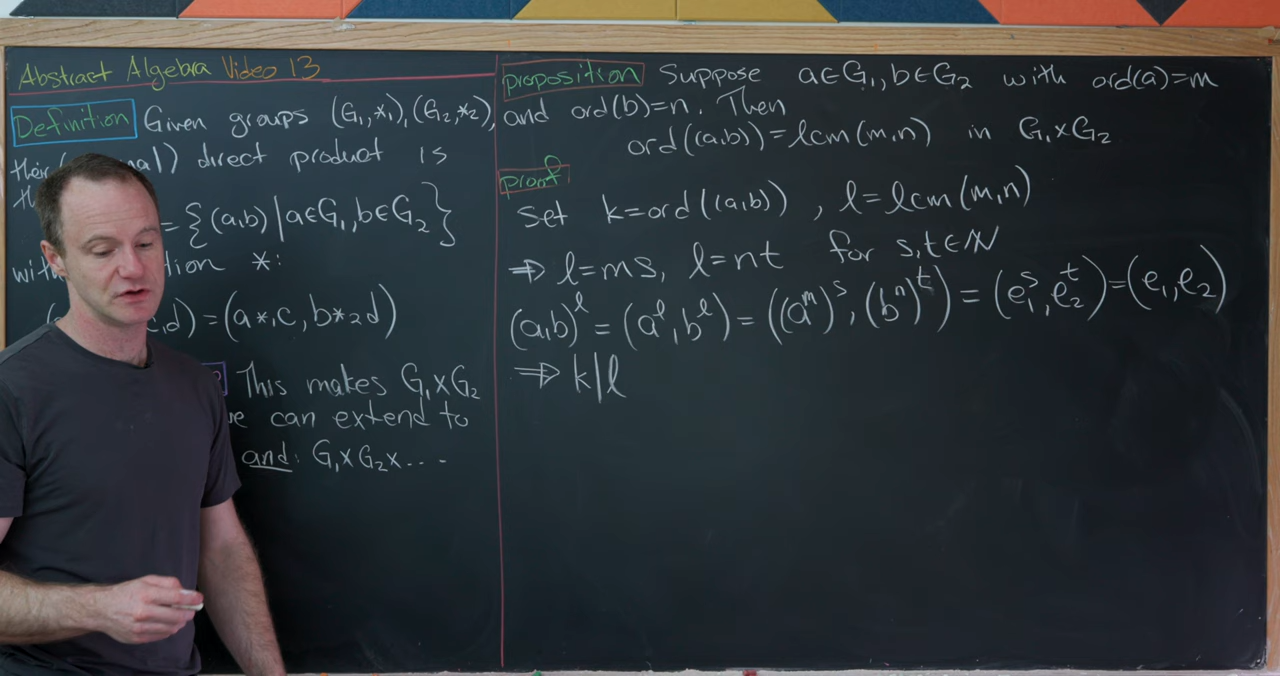 Abstract Algebra Video 13
Definition Given groups (G₁,*₁),(G₂,*₂),
their ( nal) direct product is
= {(a,b) | a∈G₁, b∈G₂}
*:
c,d) = (a*₁c, b*₂d)
This makes G₁×G₂
we can extend to
and: G₁×G₂×...
proposition Suppose a∈G₁, b∈G₂ with ord(a)=m
and ord(b)=n. Then
ord((a,b)) = lcm(m,n) in G₁×G₂
proof
Set k=ord((a,b)), ℓ=lcm(m,n)
⇒ ℓ=ms, ℓ=nt for s,t∈ℕ
(a,b)^ℓ = (a^ℓ, b^ℓ) = ((a^m)^s, (b^n)^t) = (e₁^s, e₂^t) = (e₁,e₂)
⇒ k|ℓ